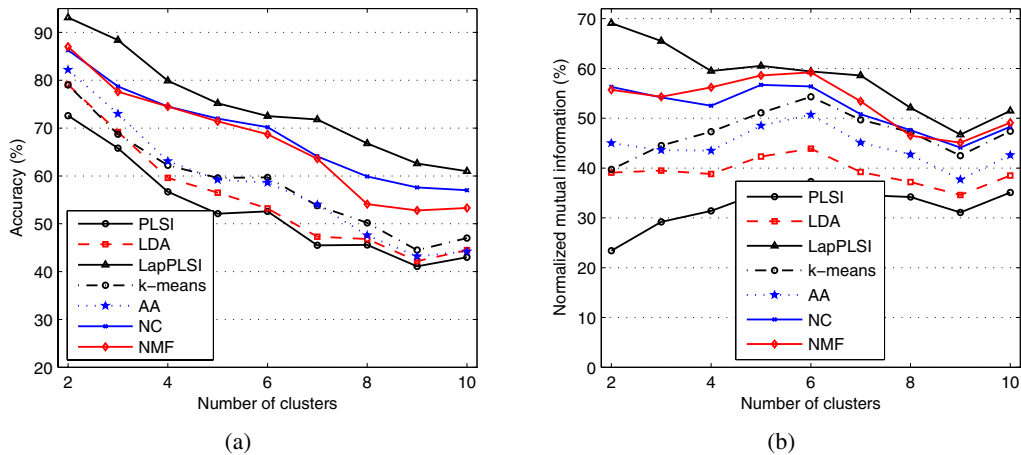 90
80
70
60
50
40
30
20
2
4
6
8
10
Accuracy (%)
Number of clusters
PLSI
LDA
LapPLSI
k−means
AA
NC
NMF
(a)
70
60
50
40
30
20
10
0
2
4
6
8
10
Normalized mutual information (%)
Number of clusters
PLSI
LDA
LapPLSI
k−means
AA
NC
NMF
(b)